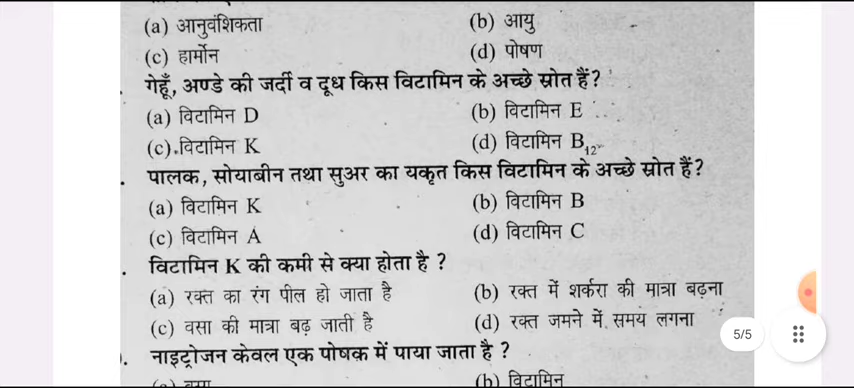 (a) आनुवंशिकता (b) आयु
(c) हार्मोन (d) पोषण
गेहूँ, अण्डे की जर्दी व दूध किस विटामिन के अच्छे स्रोत हैं?
(a) विटामिन D (b) विटामिन E
(c) विटामिन K (d) विटामिन B12
पालक, सोयाबीन तथा सुअर का यकृत किस विटामिन के अच्छे स्रोत हैं?
(a) विटामिन K (b) विटामिन B
(c) विटामिन A (d) विटामिन C
विटामिन K की कमी से क्या होता है ?
(a) रक्त का रंग पील हो जाता है (b) रक्त में शर्करा की मात्रा बढ़ना
(c) वसा की मात्रा बढ़ जाती है (d) रक्त जमने में समय लगना
5/5
नाइट्रोजन केवल एक पोषक में पाया जाता है ?
(b) विटामिन